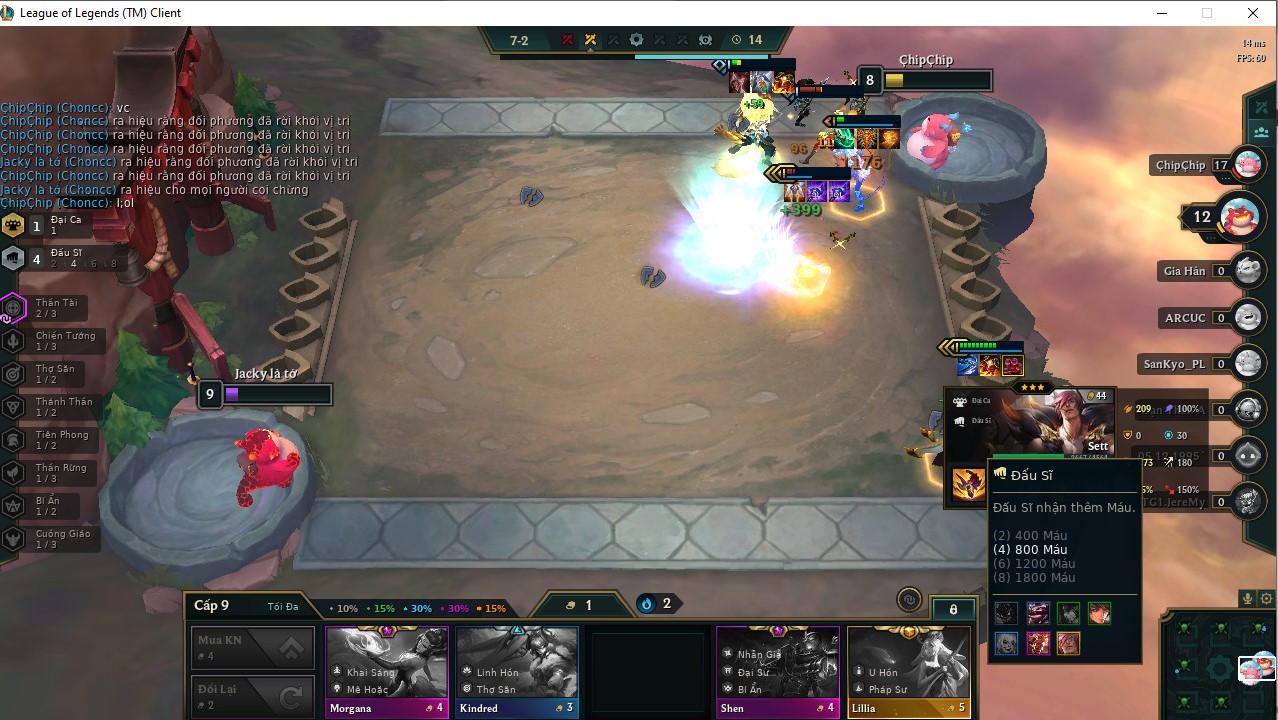 League of Legends (TM) Client
7-2
14
14 ms
FPS: 60
ÇhipÇhip
8
ÇhipÇhip (Choncc): vc
ÇhipÇhip (Choncc) ra hiệu rằng đối phương đã rời khỏi vị trí
ÇhipÇhip (Choncc) ra hiệu rằng đối phương đã rời khỏi vị trí
ÇhipÇhip (Choncc) ra hiệu rằng đối phương đã rời khỏi vị trí
Jacky là tớ (Choncc) ra hiệu rằng đối phương đã rời khỏi vị trí
ÇhipÇhip (Choncc) ra hiệu rằng đối phương đã rời khỏi vị trí
Jacky là tớ (Choncc) ra hiệu cho mọi người coi chừng
ÇhipÇhip (Choncc): l;ol
+59
96
176
+399
ÇhipÇhip 17
12
Gia Hân 0
ARCUC 0
SanKyo_PL 0
0
0
0
1 Đại Ca
1
4 Đấu Sĩ
2 4 6 8
Thần Tài
2 / 3
Chiến Tướng
1 / 3
Thợ Săn
1 / 2
Thánh Thần
1 / 2
Tiên Phong
1 / 2
Thần Rừng
1 / 3
Bí Ẩn
1 / 2
Cuồng Giáo
1 / 3
Jacky là tớ
9
Đại Ca
Đấu Sĩ
44
Sett
209 100%
0 30
73 180
5% 150%
Đấu Sĩ
Đấu Sĩ nhận thêm Máu.
(2) 400 Máu
(4) 800 Máu
(6) 1200 Máu
(8) 1800 Máu
Cấp 9 Tối Đa
10% 15% 30% 30% 15%
1
2
Mua KN
4
Đổi Lại
2
Khai Sáng
Mê Hoặc
Morgana 4
Linh Hồn
Thợ Săn
Kindred 3
Nhẫn Giả
Đại Sư
Bí Ẩn
Shen 4
U Hồn
Pháp Sư
Lillia 5